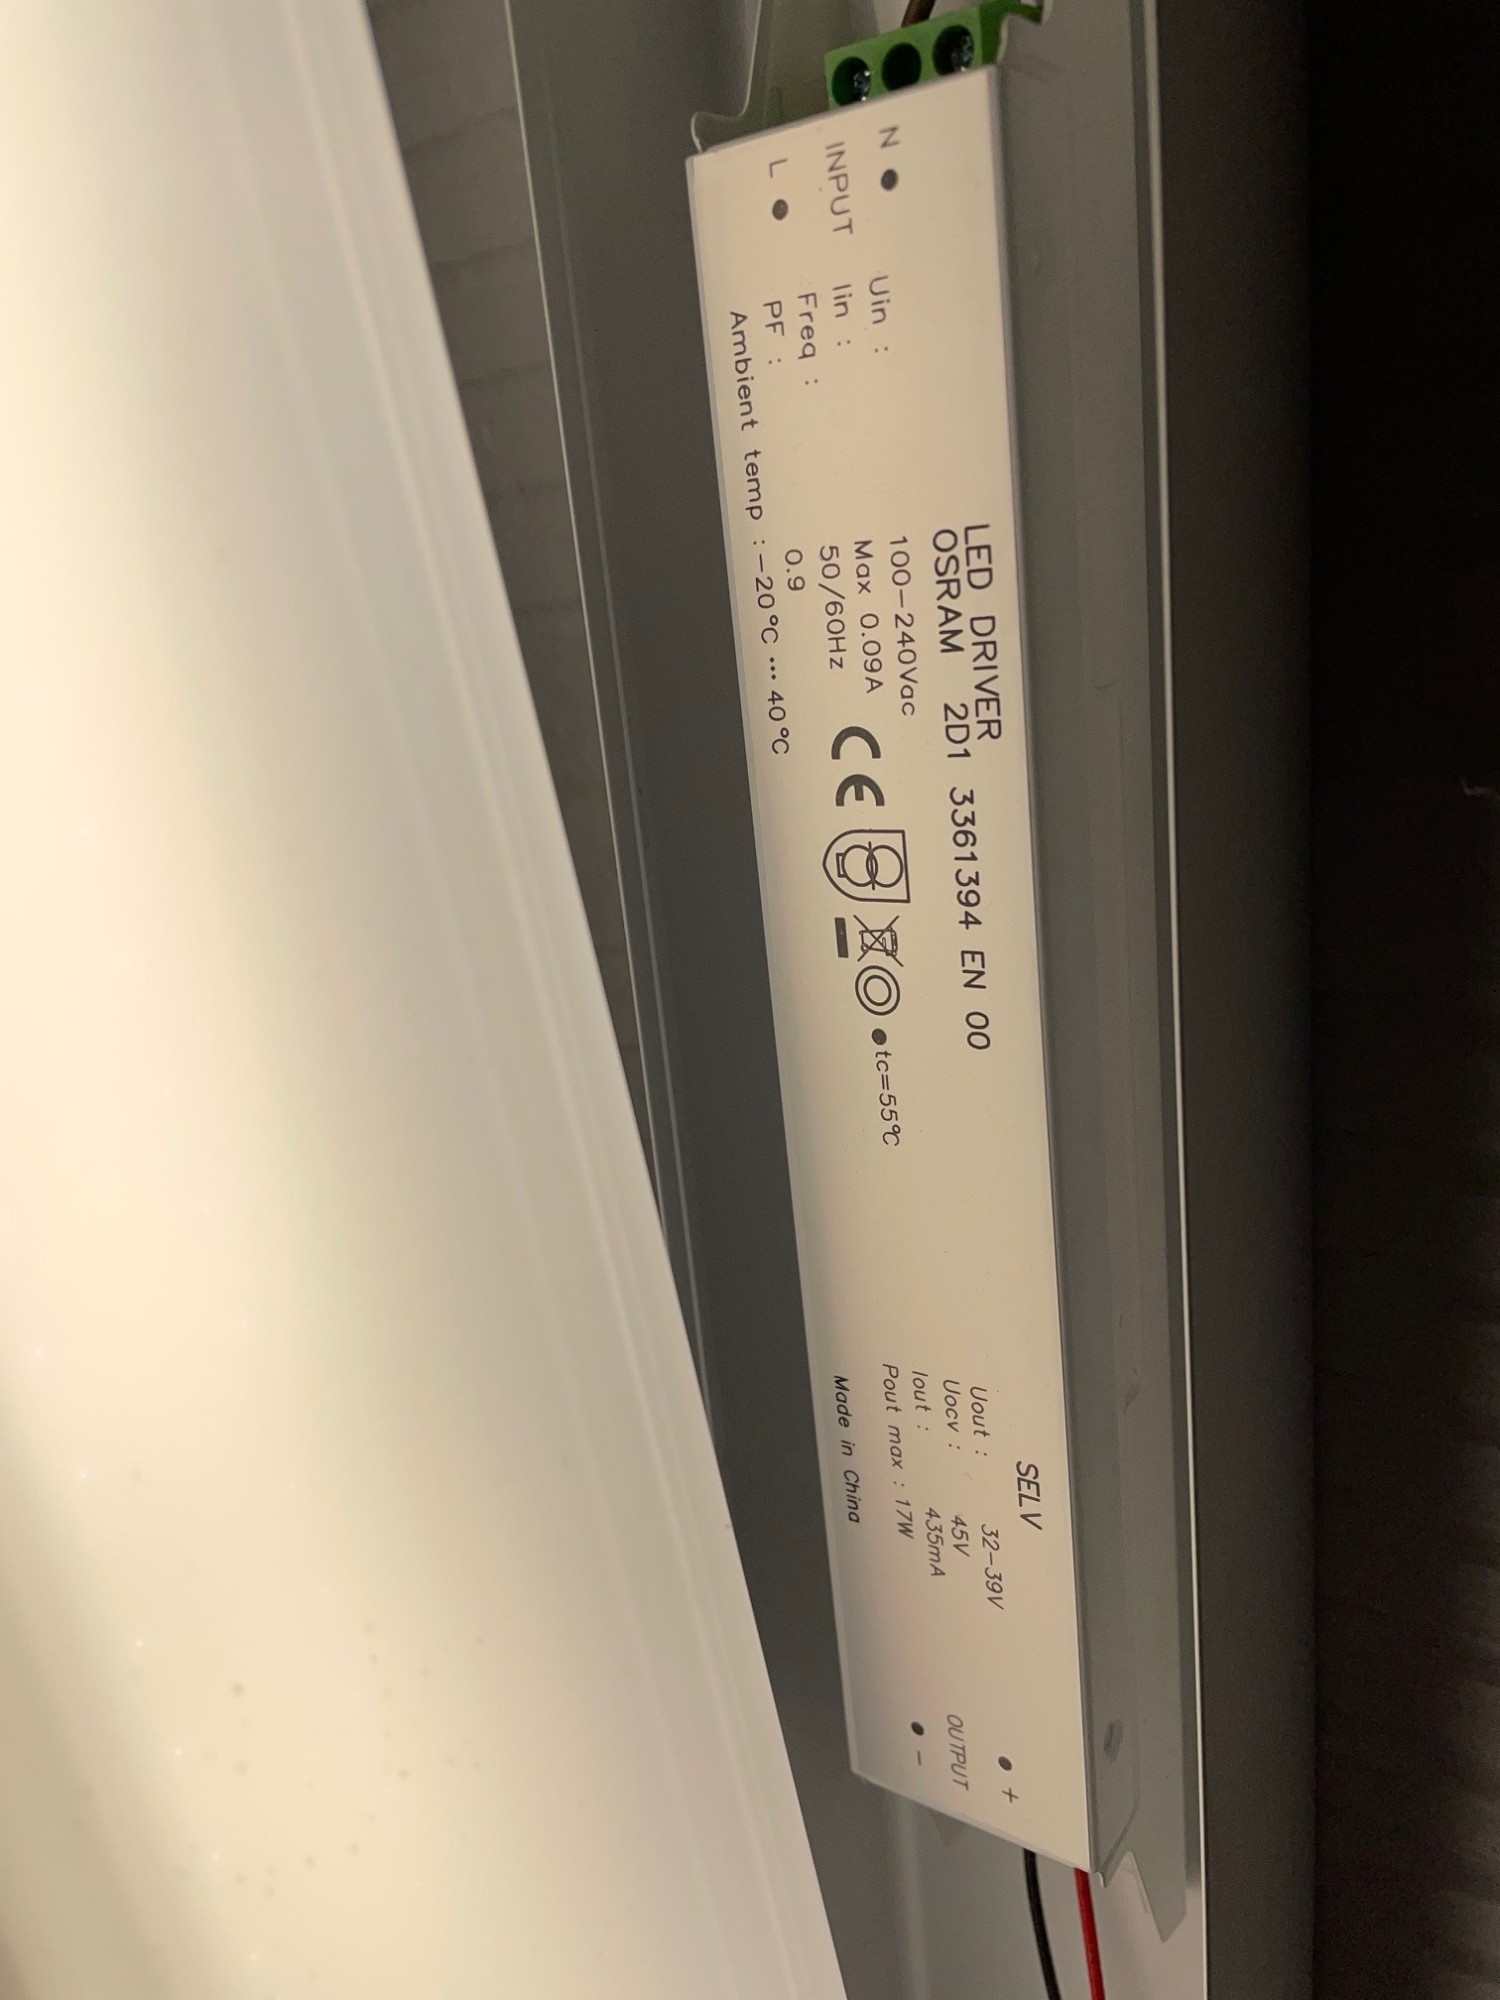 LED DRIVER
OSRAM 2D1 3361394 EN 00
N
INPUT
L
Uin : 100-240Vac
Iin : Max 0.09A
Freq : 50/60Hz
PF : 0.9
Ambient temp : -20°C ... 40°C
CE
tc=55°C
SELV
Uout : 32-39V
Uocv : 45V
Iout : 435mA
Pout max : 17W
Made in China
+
OUTPUT
-